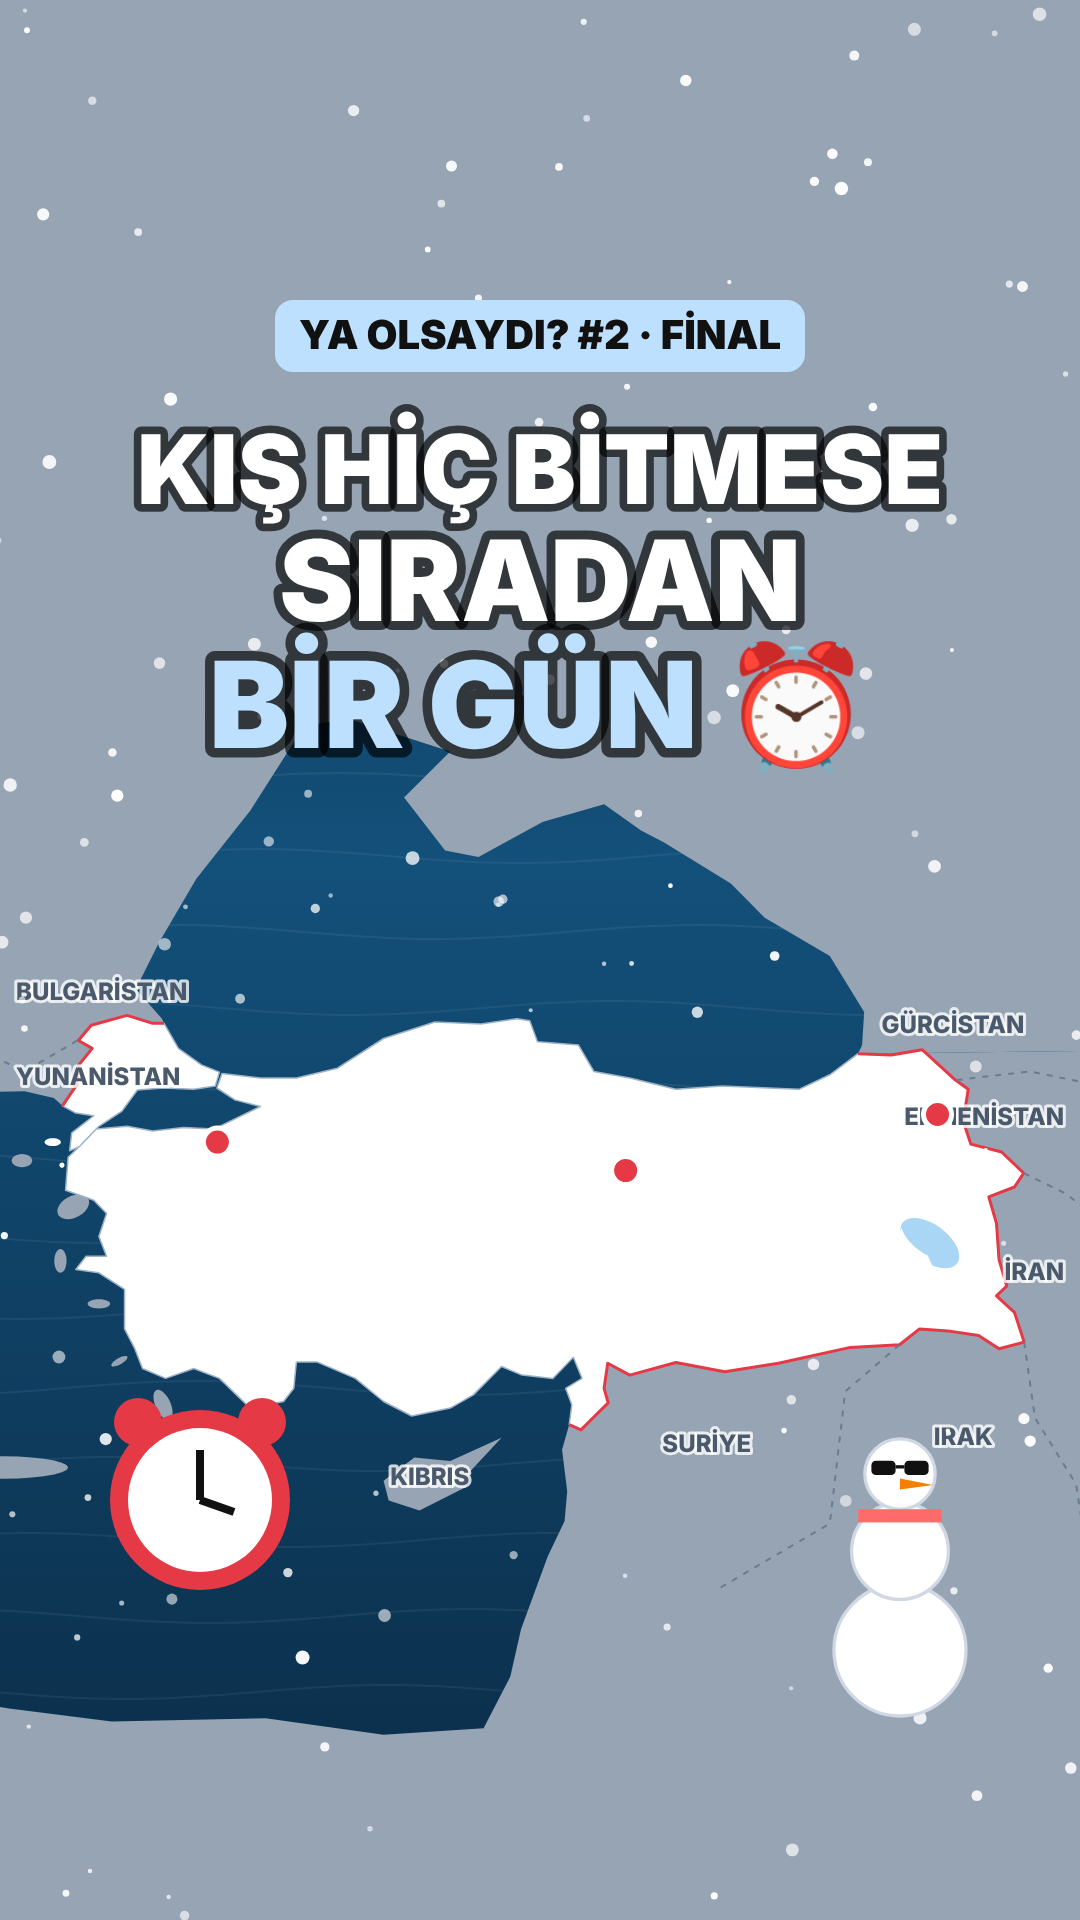 YA OLSAYDI? #2 · FİNAL
KIŞ HİÇ BİTMESE
SIRADAN
BİR GÜN
BULGARİSTAN
GÜRCİSTAN
YUNANİSTAN
İRAN
SURİYE
IRAK
KIBRIS